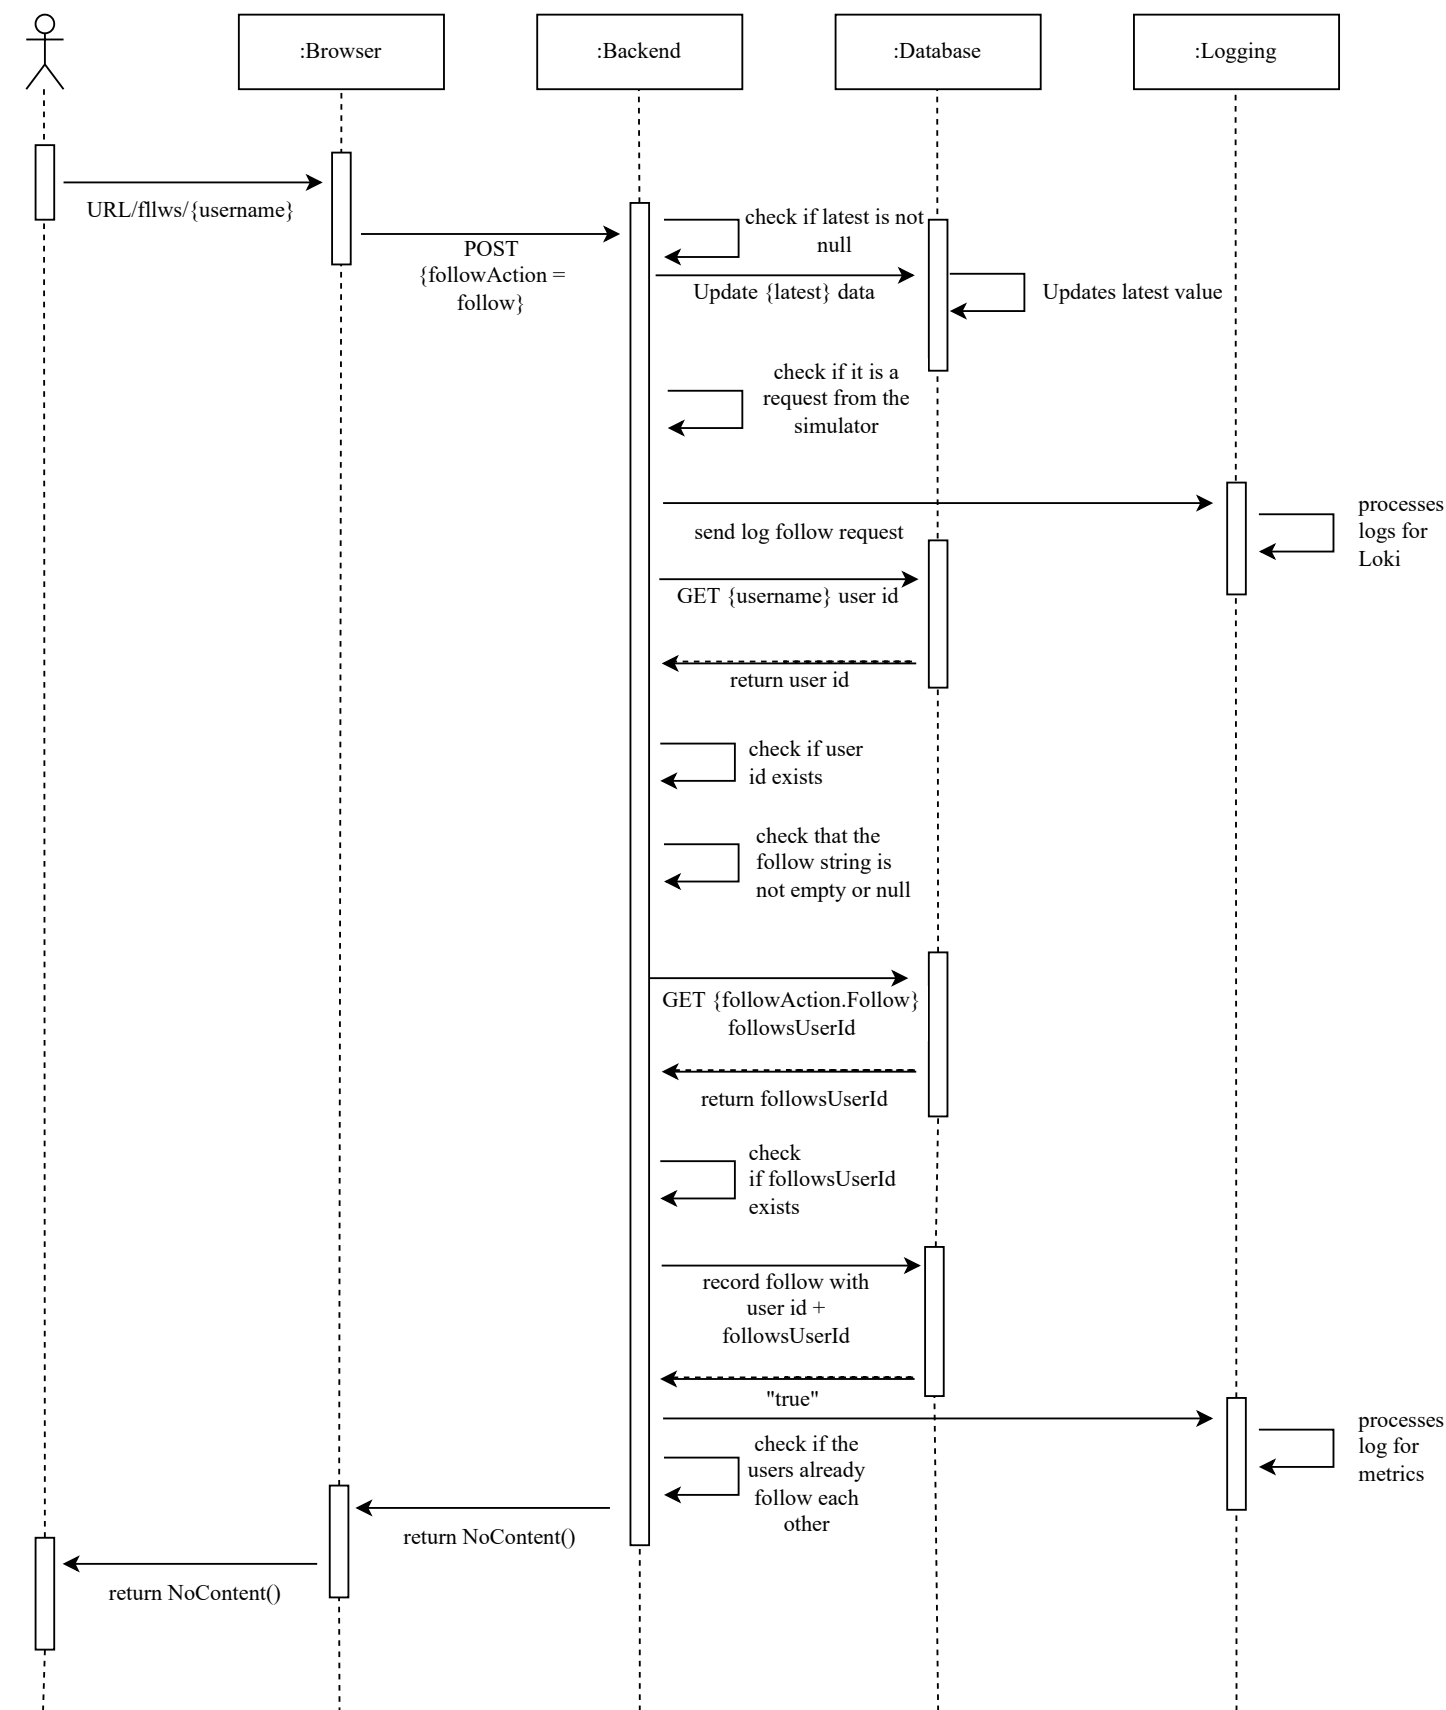 :Browser
:Backend
:Database
:Logging
URL/fllws/{username}
POST
{followAction =
follow}
check if latest is not
null
Update {latest} data
Updates latest value
check if it is a
request from the
simulator
send log follow request
processes
logs for
Loki
GET {username} user id
return user id
check if user
id exists
check that the
follow string is
not empty or null
GET {followAction.Follow}
followsUserId
return followsUserId
check
if followsUserId
exists
record follow with
user id +
followsUserId
"true"
processes
log for
metrics
check if the
users already
follow each
other
return NoContent()
return NoContent()